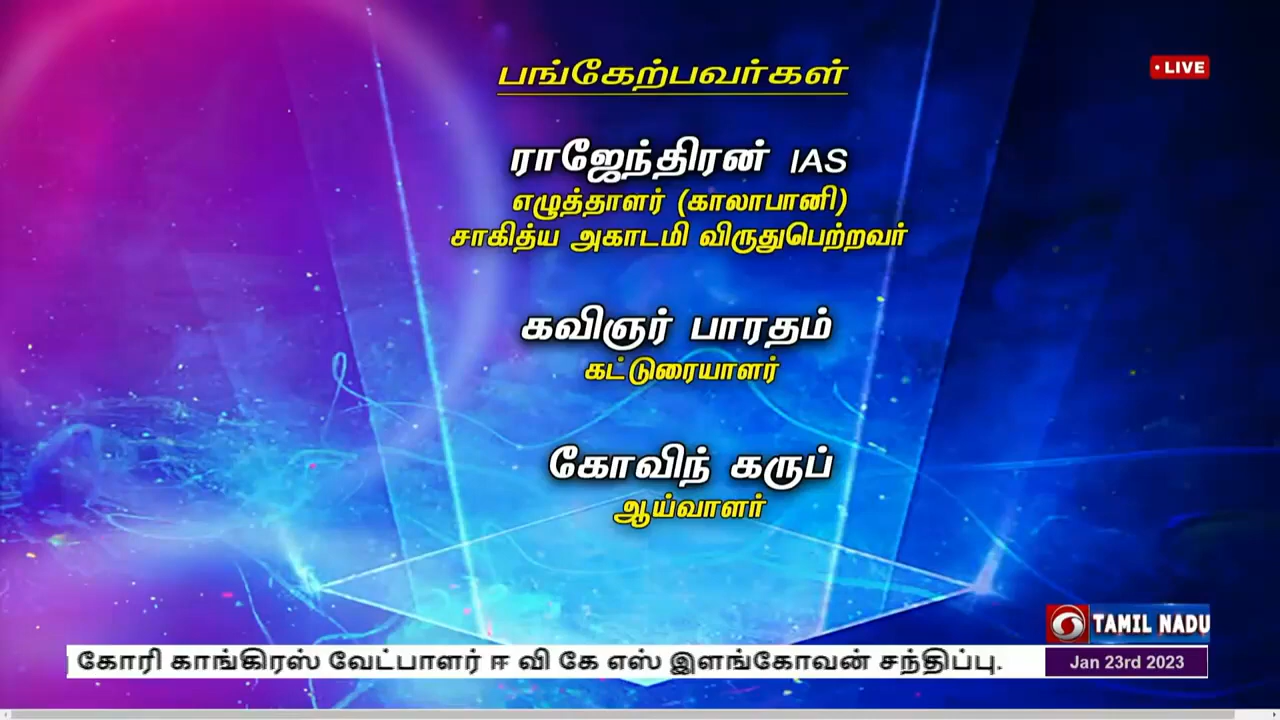 பங்கேற்பவர்கள்
• LIVE
ராஜேந்திரன் IAS
எழுத்தாளர் (காலாபானி)
சாகித்ய அகாடமி விருதுபெற்றவர்
கவிஞர் பாரதம்
கட்டுரையாளர்
கோவிந் கருப்
ஆய்வாளர்
TAMIL NADU
கோரி காங்கிரஸ் வேட்பாளர் ஈ வி கே எஸ் இளங்கோவன் சந்திப்பு.
Jan 23rd 2023